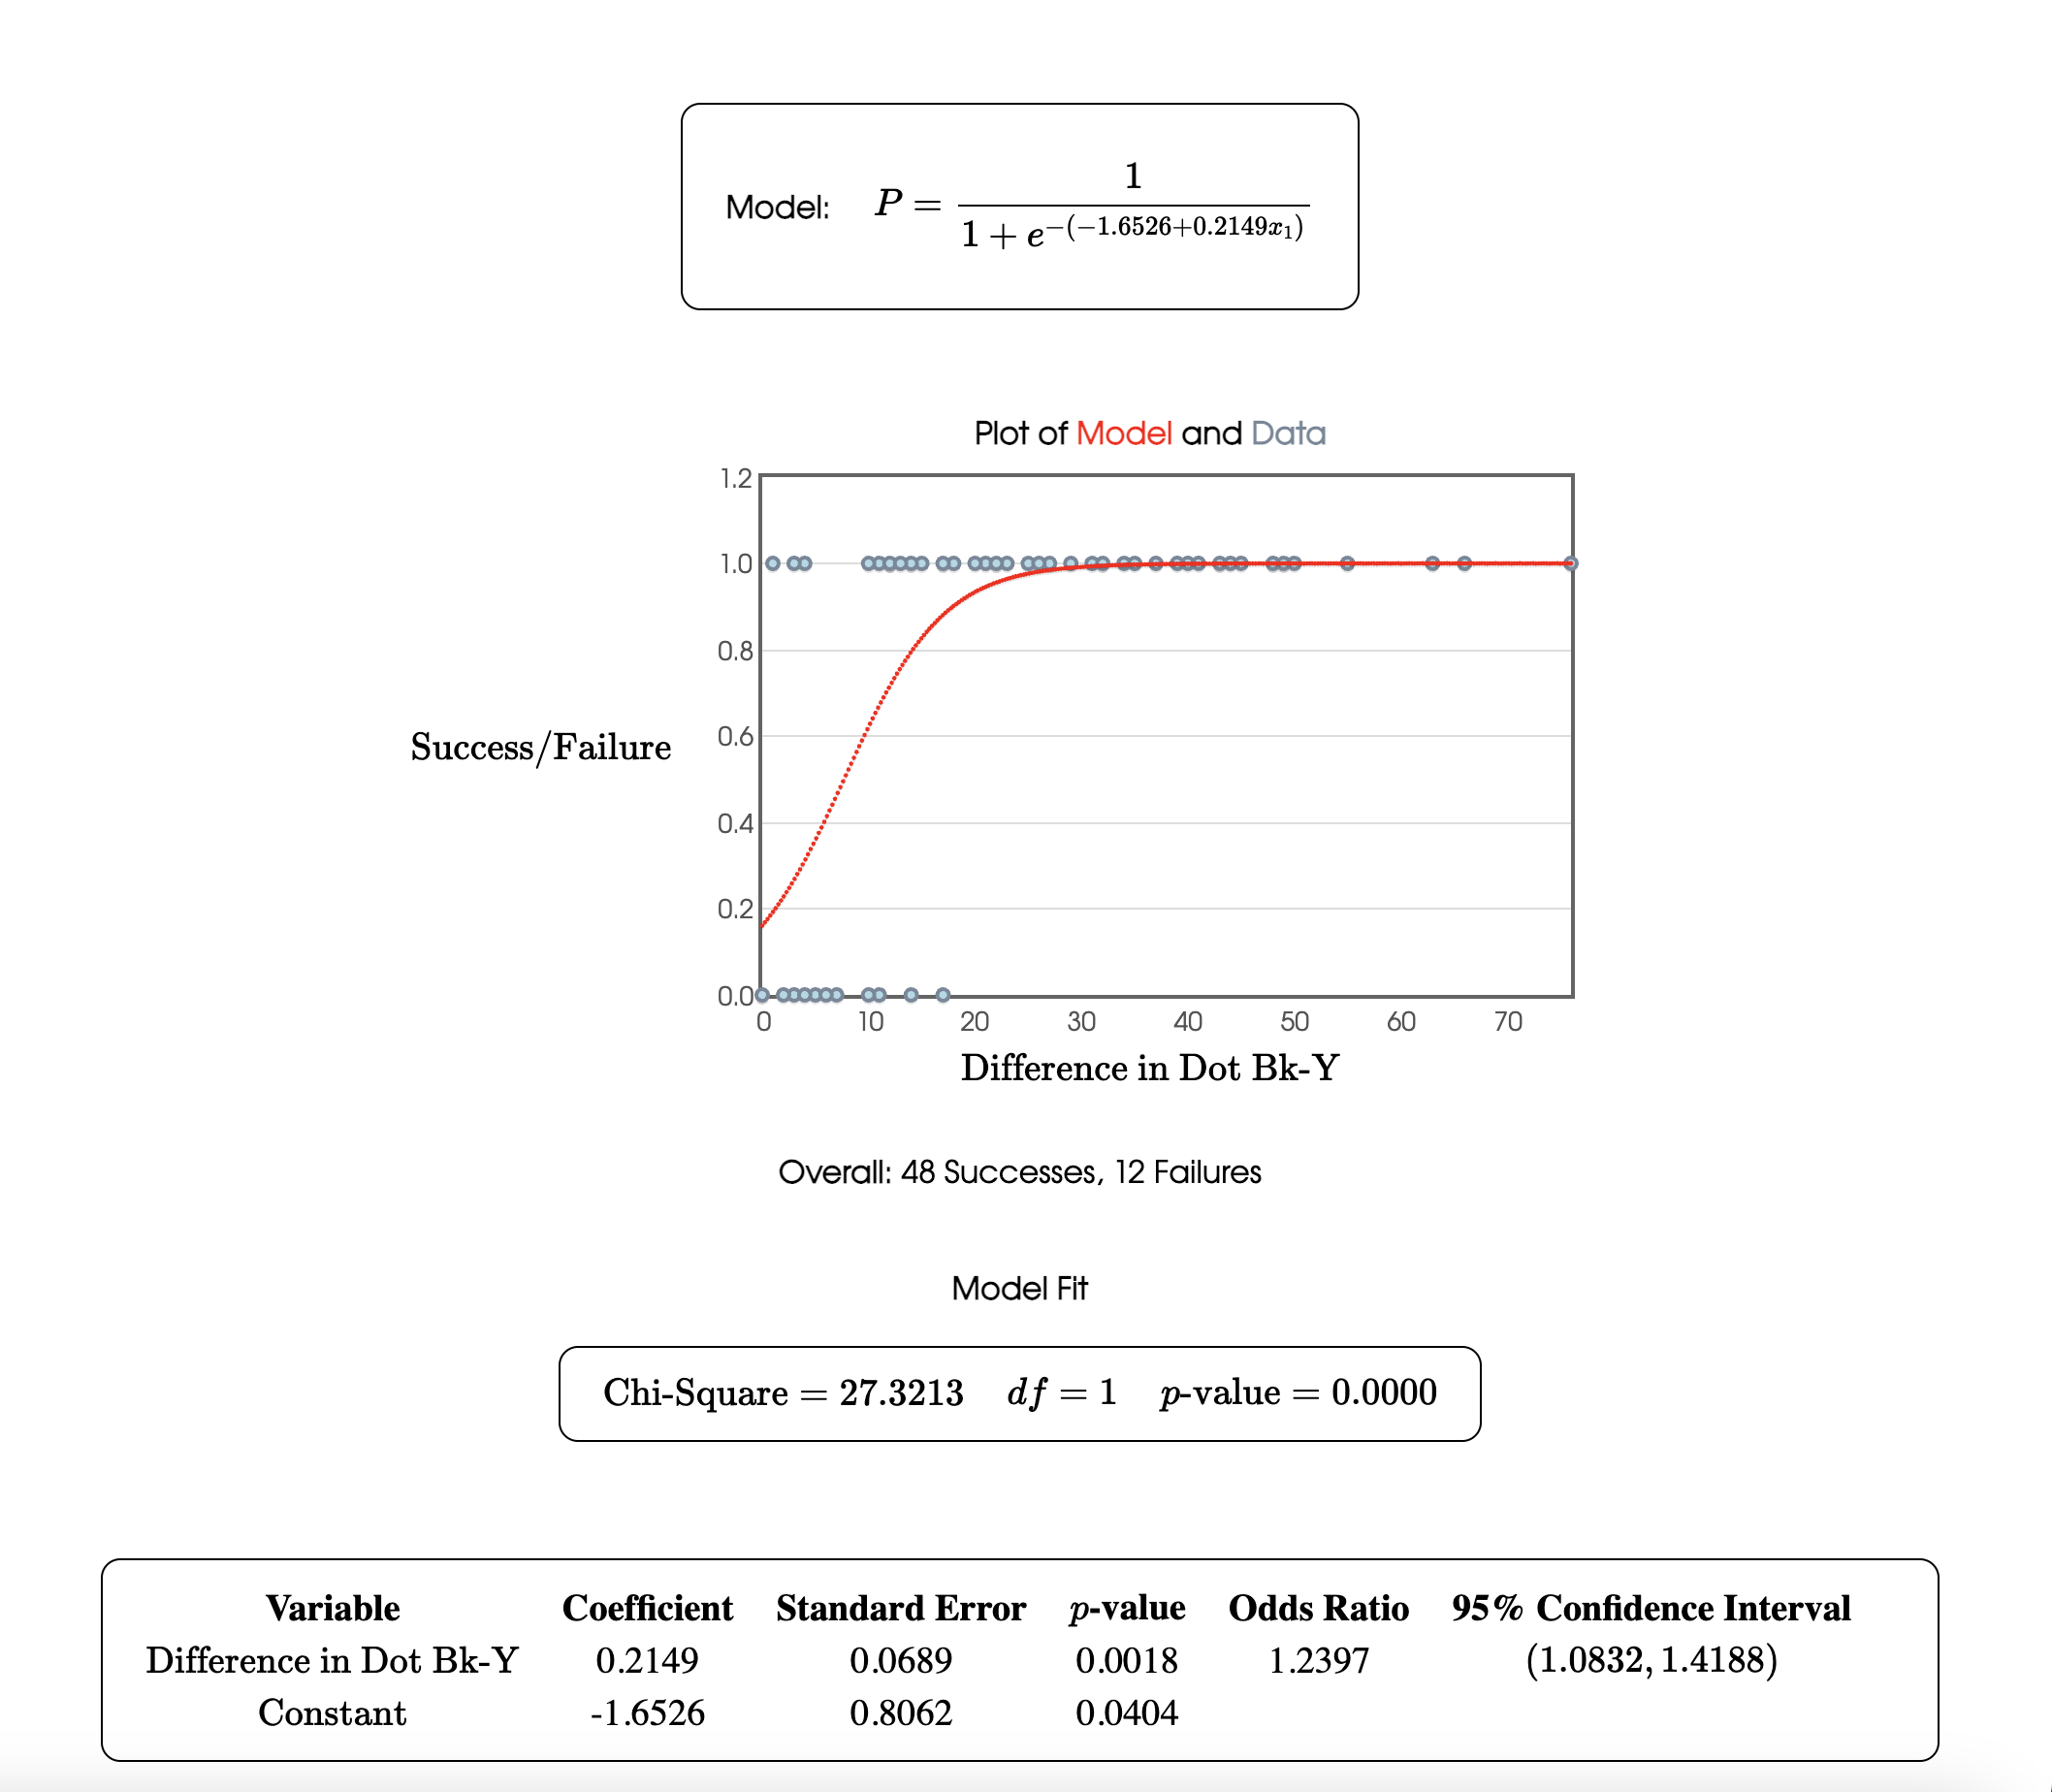 Model: P = 1 / (1 + e^−(−1.6526+0.2149x₁))
Plot of Model and Data
1.2
1.0
0.8
0.6
Success/Failure
0.4
0.2
0.0
0 10 20 30 40 50 60 70
Difference in Dot Bk-Y
Overall: 48 Successes, 12 Failures
Model Fit
Chi-Square = 27.3213 df = 1 p-value = 0.0000
Variable Coefficient Standard Error p-value Odds Ratio 95% Confidence Interval
Difference in Dot Bk-Y 0.2149 0.0689 0.0018 1.2397 (1.0832, 1.4188)
Constant -1.6526 0.8062 0.0404